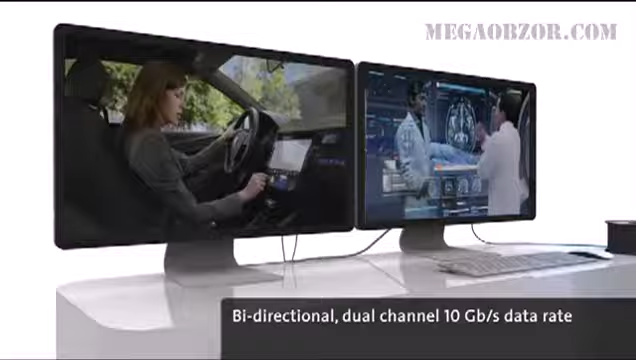 MEGAOBZOR.COM
Bi-directional, dual channel 10 Gb/s data rate